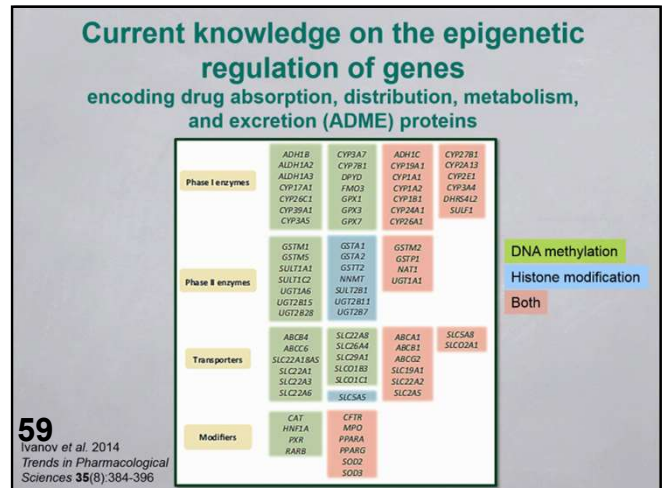 Current knowledge on the epigenetic
regulation of genes
encoding drug absorption, distribution, metabolism,
and excretion (ADME) proteins
Phase I enzymes
ADH1B
ALDH1A2
ALDH1A3
CYP17A1
CYP26C1
CYP39A1
CYP3A5
CYP3A7
CYP7B1
DPYD
FMO3
GPX1
GPX3
GPX7
ADH1C
CYP19A1
CYP1A1
CYP1A2
CYP1B1
CYP24A1
CYP26A1
CYP27B1
CYP2A13
CYP2E1
CYP3A4
DHRS4L2
SULF1
Phase II enzymes
GSTM1
GSTM5
SULT1A1
SULT1C2
UGT1A6
UGT2B15
UGT2B28
GSTA1
GSTA2
GSTT2
NNMT
SULT2B1
UGT2B11
UGT2B7
GSTM2
GSTP1
NAT1
UGT1A1
Transporters
ABCB4
ABCC6
SLC22A18AS
SLC22A1
SLC22A3
SLC22A6
SLC22A8
SLC26A4
SLC29A1
SLCO1B3
SLCO1C1
SLC5A5
ABCA1
ABCB1
ABCG2
SLC19A1
SLC22A2
SLC2A5
SLC5A8
SLCO2A1
Modifiers
CAT
HNF1A
PXR
RARB
CFTR
MPO
PPARA
PPARG
SOD2
SOD3
DNA methylation
Histone modification
Both
59
Ivanov et al. 2014
Trends in Pharmacological
Sciences 35(8):384-396